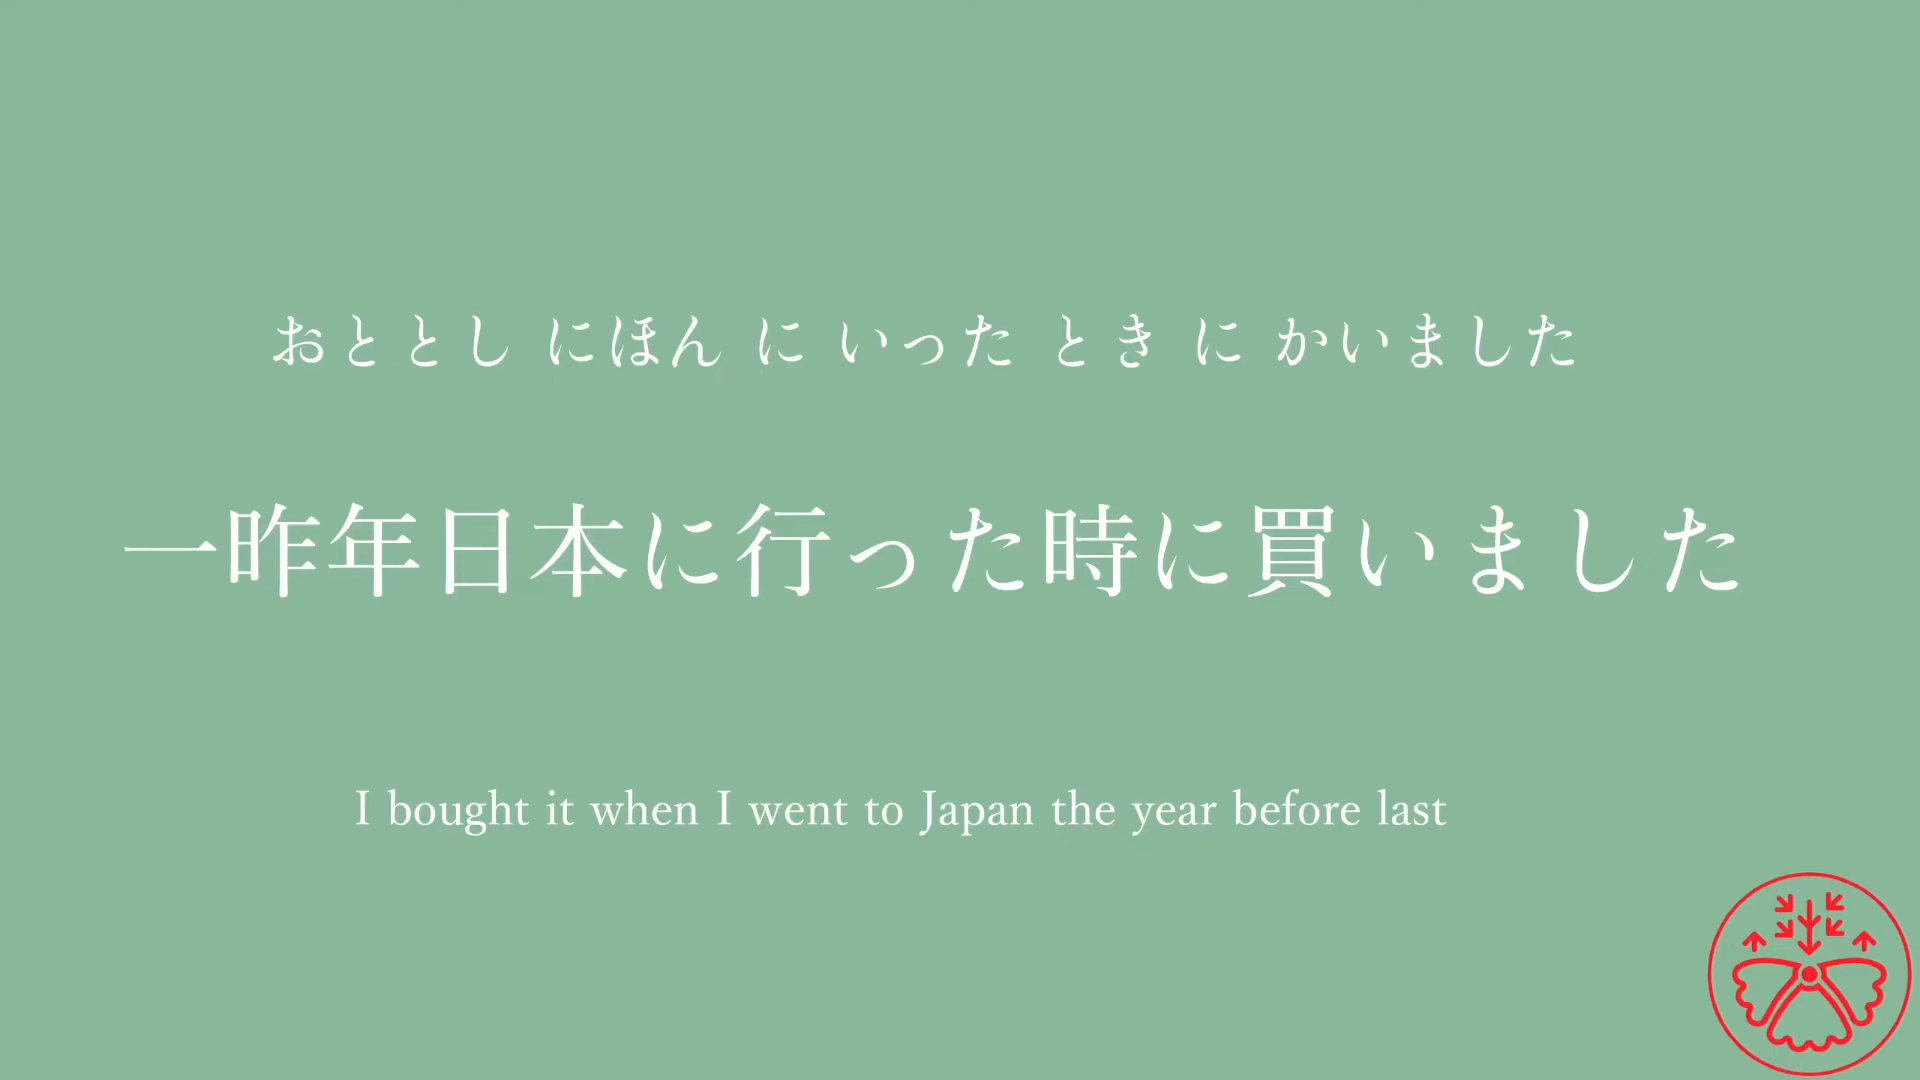 おととし にほん に いった とき に かいました
一昨年日本に行った時に買いました
I bought it when I went to Japan the year before last